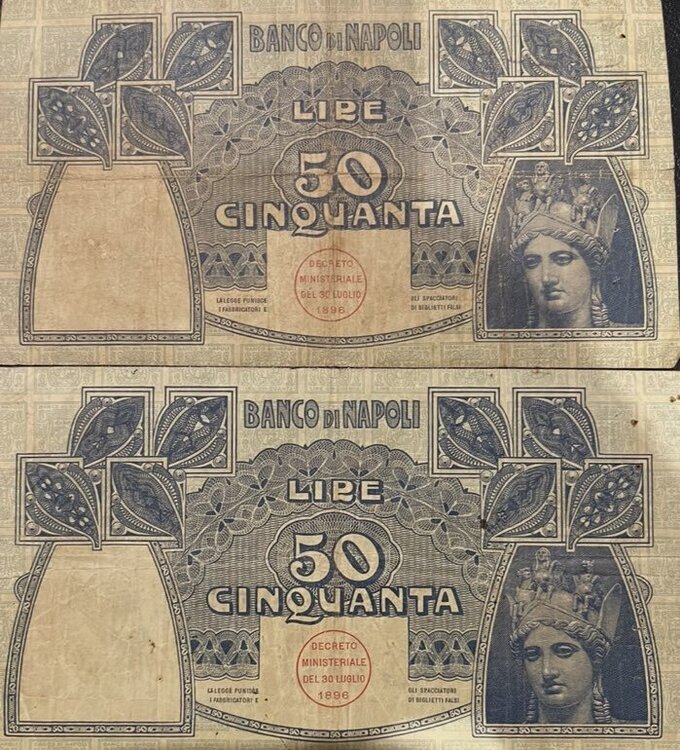 BANCO DI NAPOLI
LIRE
50
CINQUANTA
DECRETO
MINISTERIALE
DEL 30 LUGLIO
1896
LA LEGGE PUNISCE
I FABBRICATORI E
GLI SPACCIATORI
DI BIGLIETTI FALSI
BANCO DI NAPOLI
LIRE
50
CINQUANTA
DECRETO
MINISTERIALE
DEL 30 LUGLIO
1896
LA LEGGE PUNISCE
I FABBRICATORI E
GLI SPACCIATORI
DI BIGLIETTI FALSI